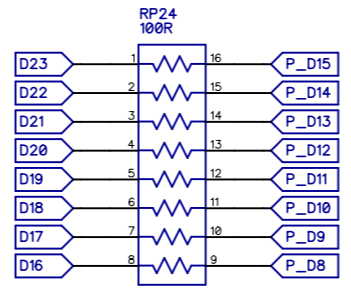 RP24
100R
D23 1 16 P_D15
D22 2 15 P_D14
D21 3 14 P_D13
D20 4 13 P_D12
D19 5 12 P_D11
D18 6 11 P_D10
D17 7 10 P_D9
D16 8 9 P_D8